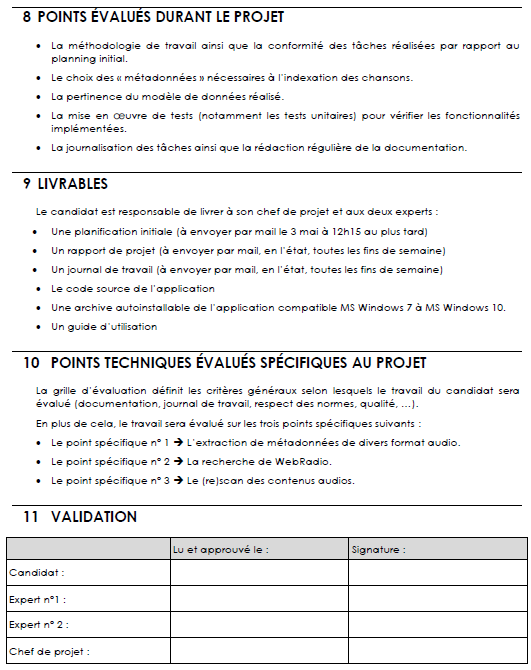 8 POINTS ÉVALUÉS DURANT LE PROJET
• La méthodologie de travail ainsi que la conformité des tâches réalisées par rapport au
planning initial.
• Le choix des « métadonnées » nécessaires à l'indexation des chansons.
• La pertinence du modèle de données réalisé.
• La mise en œuvre de tests (notamment les tests unitaires) pour vérifier les fonctionnalités
implémentées.
• La journalisation des tâches ainsi que la rédaction régulière de la documentation.
9 LIVRABLES
Le candidat est responsable de livrer à son chef de projet et aux deux experts :
• Une planification initiale (à envoyer par mail le 3 mai à 12h15 au plus tard)
• Un rapport de projet (à envoyer par mail, en l'état, toutes les fins de semaine)
• Un journal de travail (à envoyer par mail, en l'état, toutes les fins de semaine)
• Le code source de l'application
• Une archive autoinstallable de l'application compatible MS Windows 7 à MS Windows 10.
• Un guide d'utilisation
10 POINTS TECHNIQUES ÉVALUÉS SPÉCIFIQUES AU PROJET
La grille d'évaluation définit les critères généraux selon lesquels le travail du candidat sera
évalué (documentation, journal de travail, respect des normes, qualité, ...).
En plus de cela, le travail sera évalué sur les trois points spécifiques suivants :
• Le point spécifique n° 1 ➔ L'extraction de métadonnées de divers format audio.
• Le point spécifique n° 2 ➔ La recherche de WebRadio.
• Le point spécifique n° 3 ➔ Le (re)scan des contenus audios.
11 VALIDATION
Lu et approuvé le : Signature :
Candidat :
Expert n°1 :
Expert n° 2 :
Chef de projet :